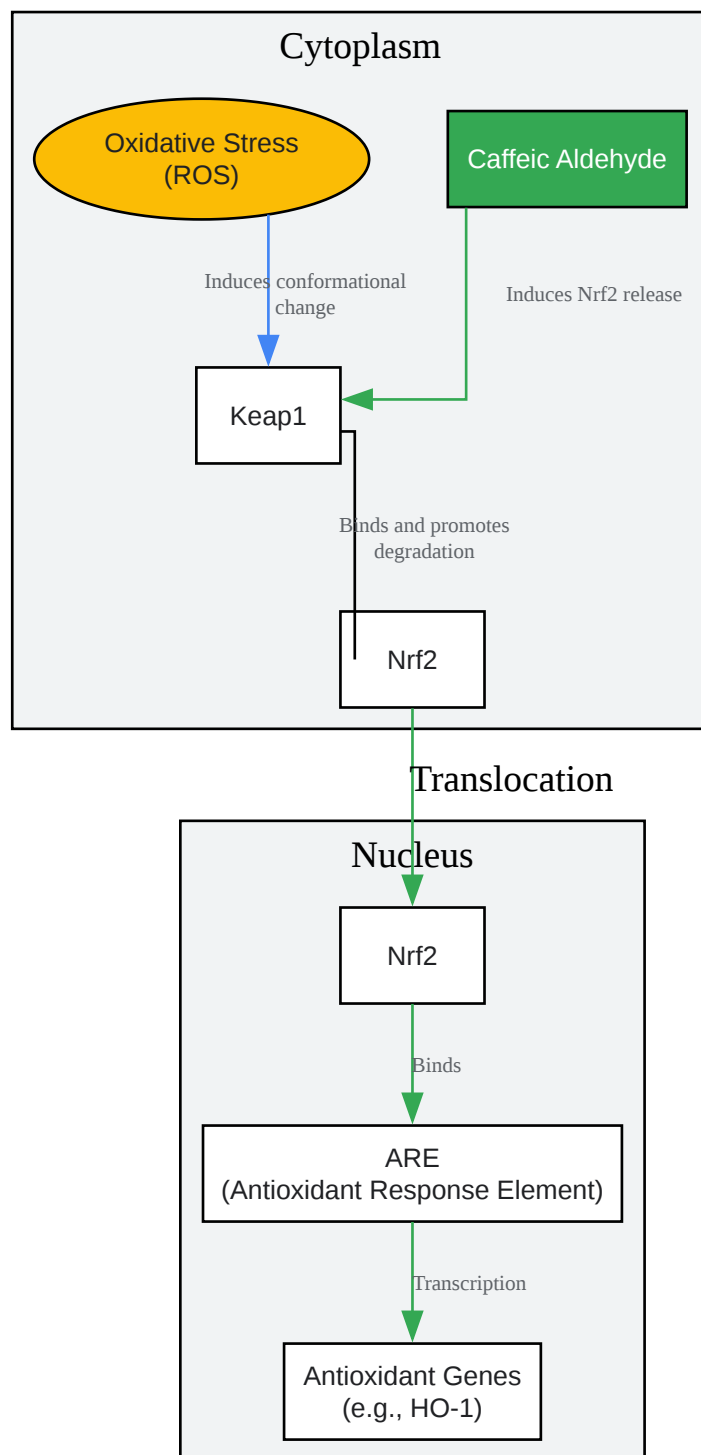 Cytoplasm
Oxidative Stress
(ROS)
Caffeic Aldehyde
Induces conformational
change
Induces Nrf2 release
Keap1
Binds and promotes
degradation
Nrf2
Translocation
Nucleus
Nrf2
Binds
ARE
(Antioxidant Response Element)
Transcription
Antioxidant Genes
(e.g., HO-1)